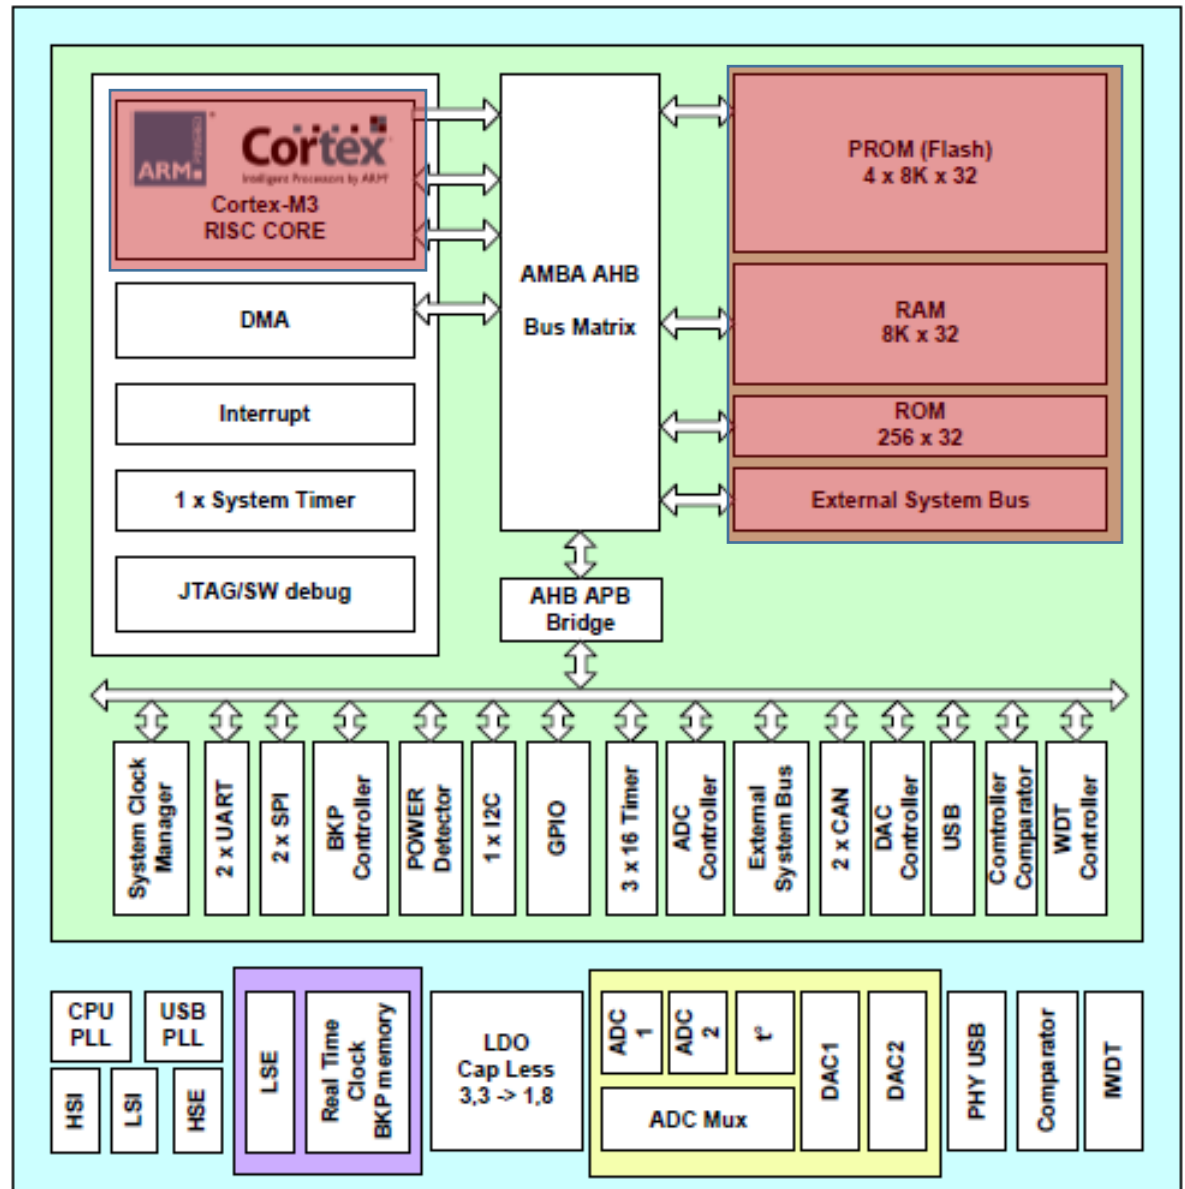 ARM
POWERED
Cortex
Intelligent Processors by ARM
Cortex-M3
RISC CORE
DMA
Interrupt
1 x System Timer
JTAG/SW debug
AMBA AHB
Bus Matrix
AHB APB
Bridge
PROM (Flash)
4 x 8K x 32
RAM
8K x 32
ROM
256 x 32
External System Bus
System Clock
Manager
2 x UART
2 x SPI
BKP
Controller
POWER
Detector
1 x I2C
GPIO
3 x 16 Timer
ADC
Controller
External
System Bus
2 x CAN
DAC
Controller
USB
Comtroller
Comparator
WDT
Controller
CPU
PLL
USB
PLL
HSI
LSI
HSE
LSE
Real Time
Clock
BKP memory
LDO
Cap Less
3,3 -> 1,8
ADC
1
ADC
2
t°
ADC Mux
DAC1
DAC2
PHY USB
Comparator
IWDT